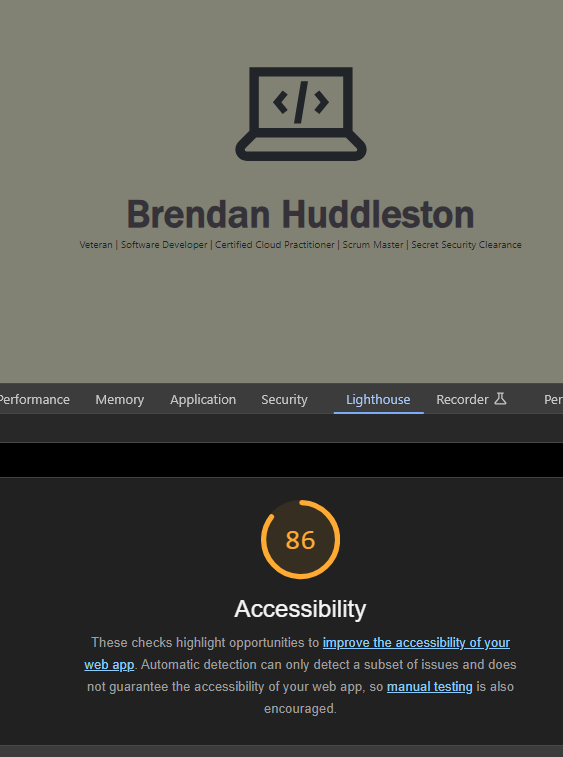 </>
Brendan Huddleston
Veteran | Software Developer | Certified Cloud Practitioner | Scrum Master | Secret Security Clearance
Performance Memory Application Security Lighthouse Recorder Per
86
Accessibility
These checks highlight opportunities to improve the accessibility of your
web app. Automatic detection can only detect a subset of issues and does
not guarantee the accessibility of your web app, so manual testing is also
encouraged.